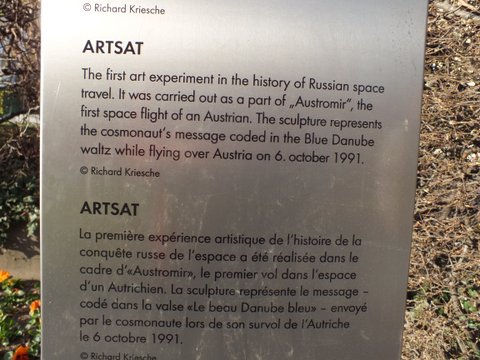 © Richard Kriesche
ARTSAT
The first art experiment in the history of Russian space
travel. It was carried out as a part of „Austromir“, the
first space flight of an Austrian. The sculpture represents
the cosmonaut's message coded in the Blue Danube
waltz while flying over Austria on 6. october 1991.
© Richard Kriesche
ARTSAT
La première expérience artistique de l'histoire de la
conquête russe de l'espace a été réalisée dans le
cadre d'«Austromir», le premier vol dans l'espace
d'un Autrichien. La sculpture représente le message –
codé dans la valse «Le beau Danube bleu» – envoyé
par le cosmonaute lors de son survol de l'Autriche
le 6 octobre 1991.
© Richard Kriesche